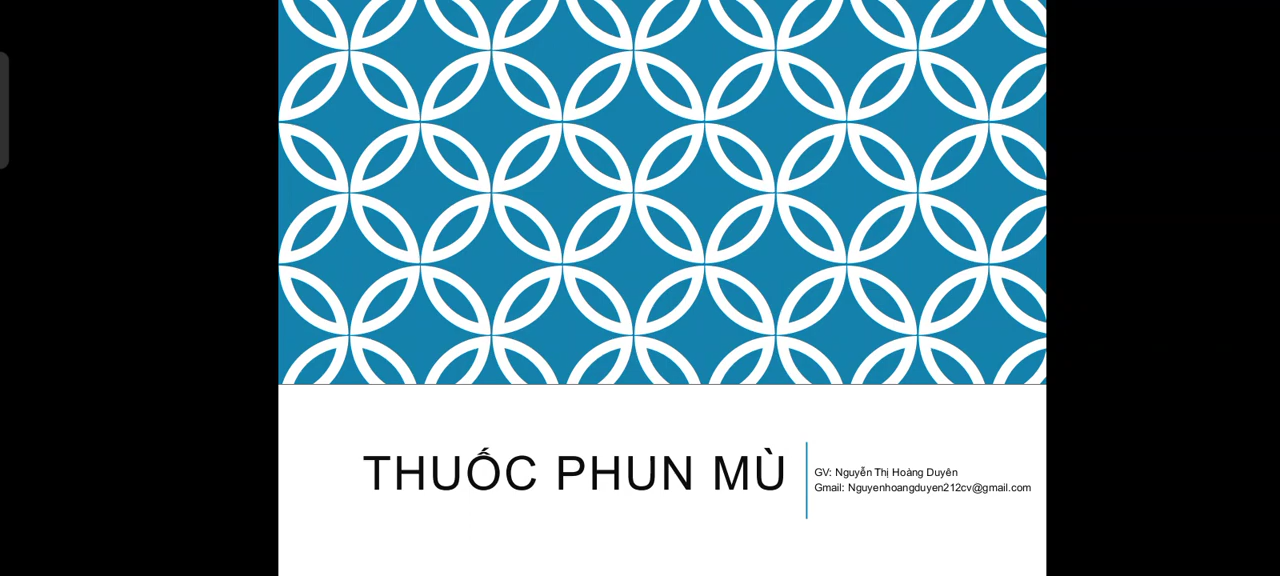 THUỐC PHUN MÙ
GV: Nguyễn Thị Hoàng Duyên
Gmail: Nguyenhoangduyen212cv@gmail.com